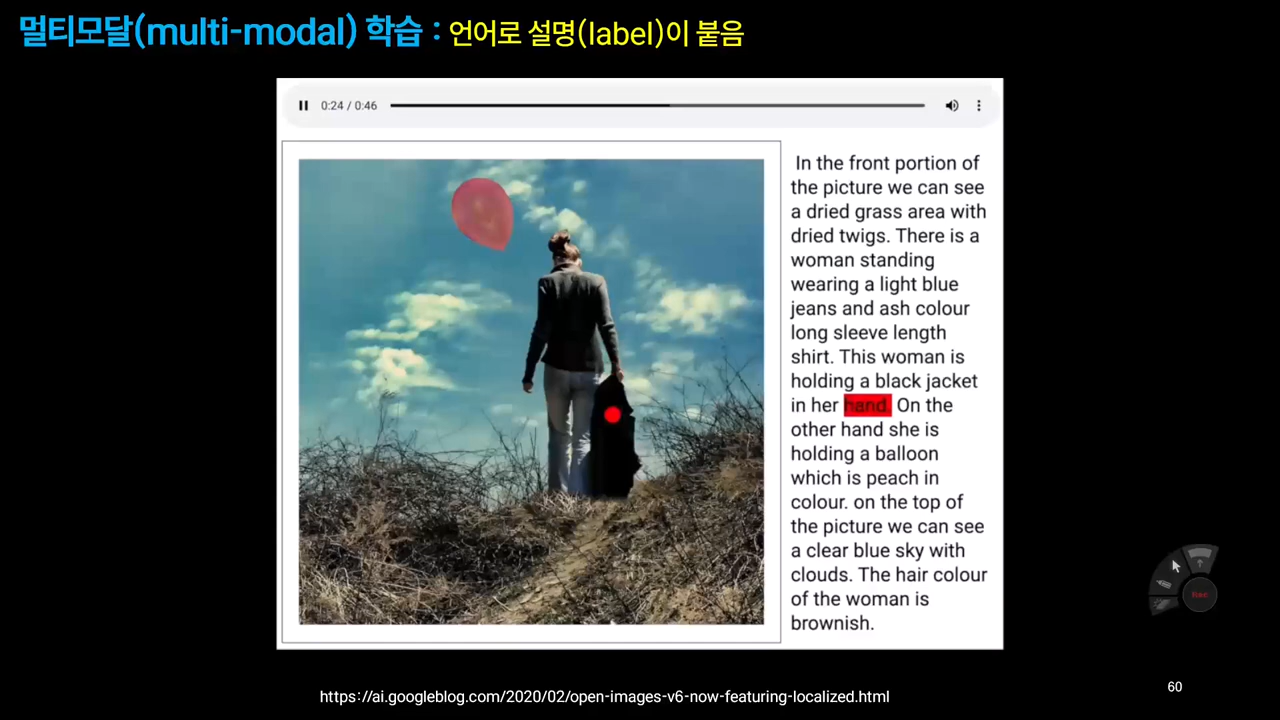 멀티모달(multi-modal) 학습 : 언어로 설명(label)이 붙음
0:24 / 0:46
In the front portion of
the picture we can see
a dried grass area with
dried twigs. There is a
woman standing
wearing a light blue
jeans and ash colour
long sleeve length
shirt. This woman is
holding a black jacket
in her hand. On the
other hand she is
holding a balloon
which is peach in
colour. on the top of
the picture we can see
a clear blue sky with
clouds. The hair colour
of the woman is
brownish.
Rec
https://ai.googleblog.com/2020/02/open-images-v6-now-featuring-localized.html
60